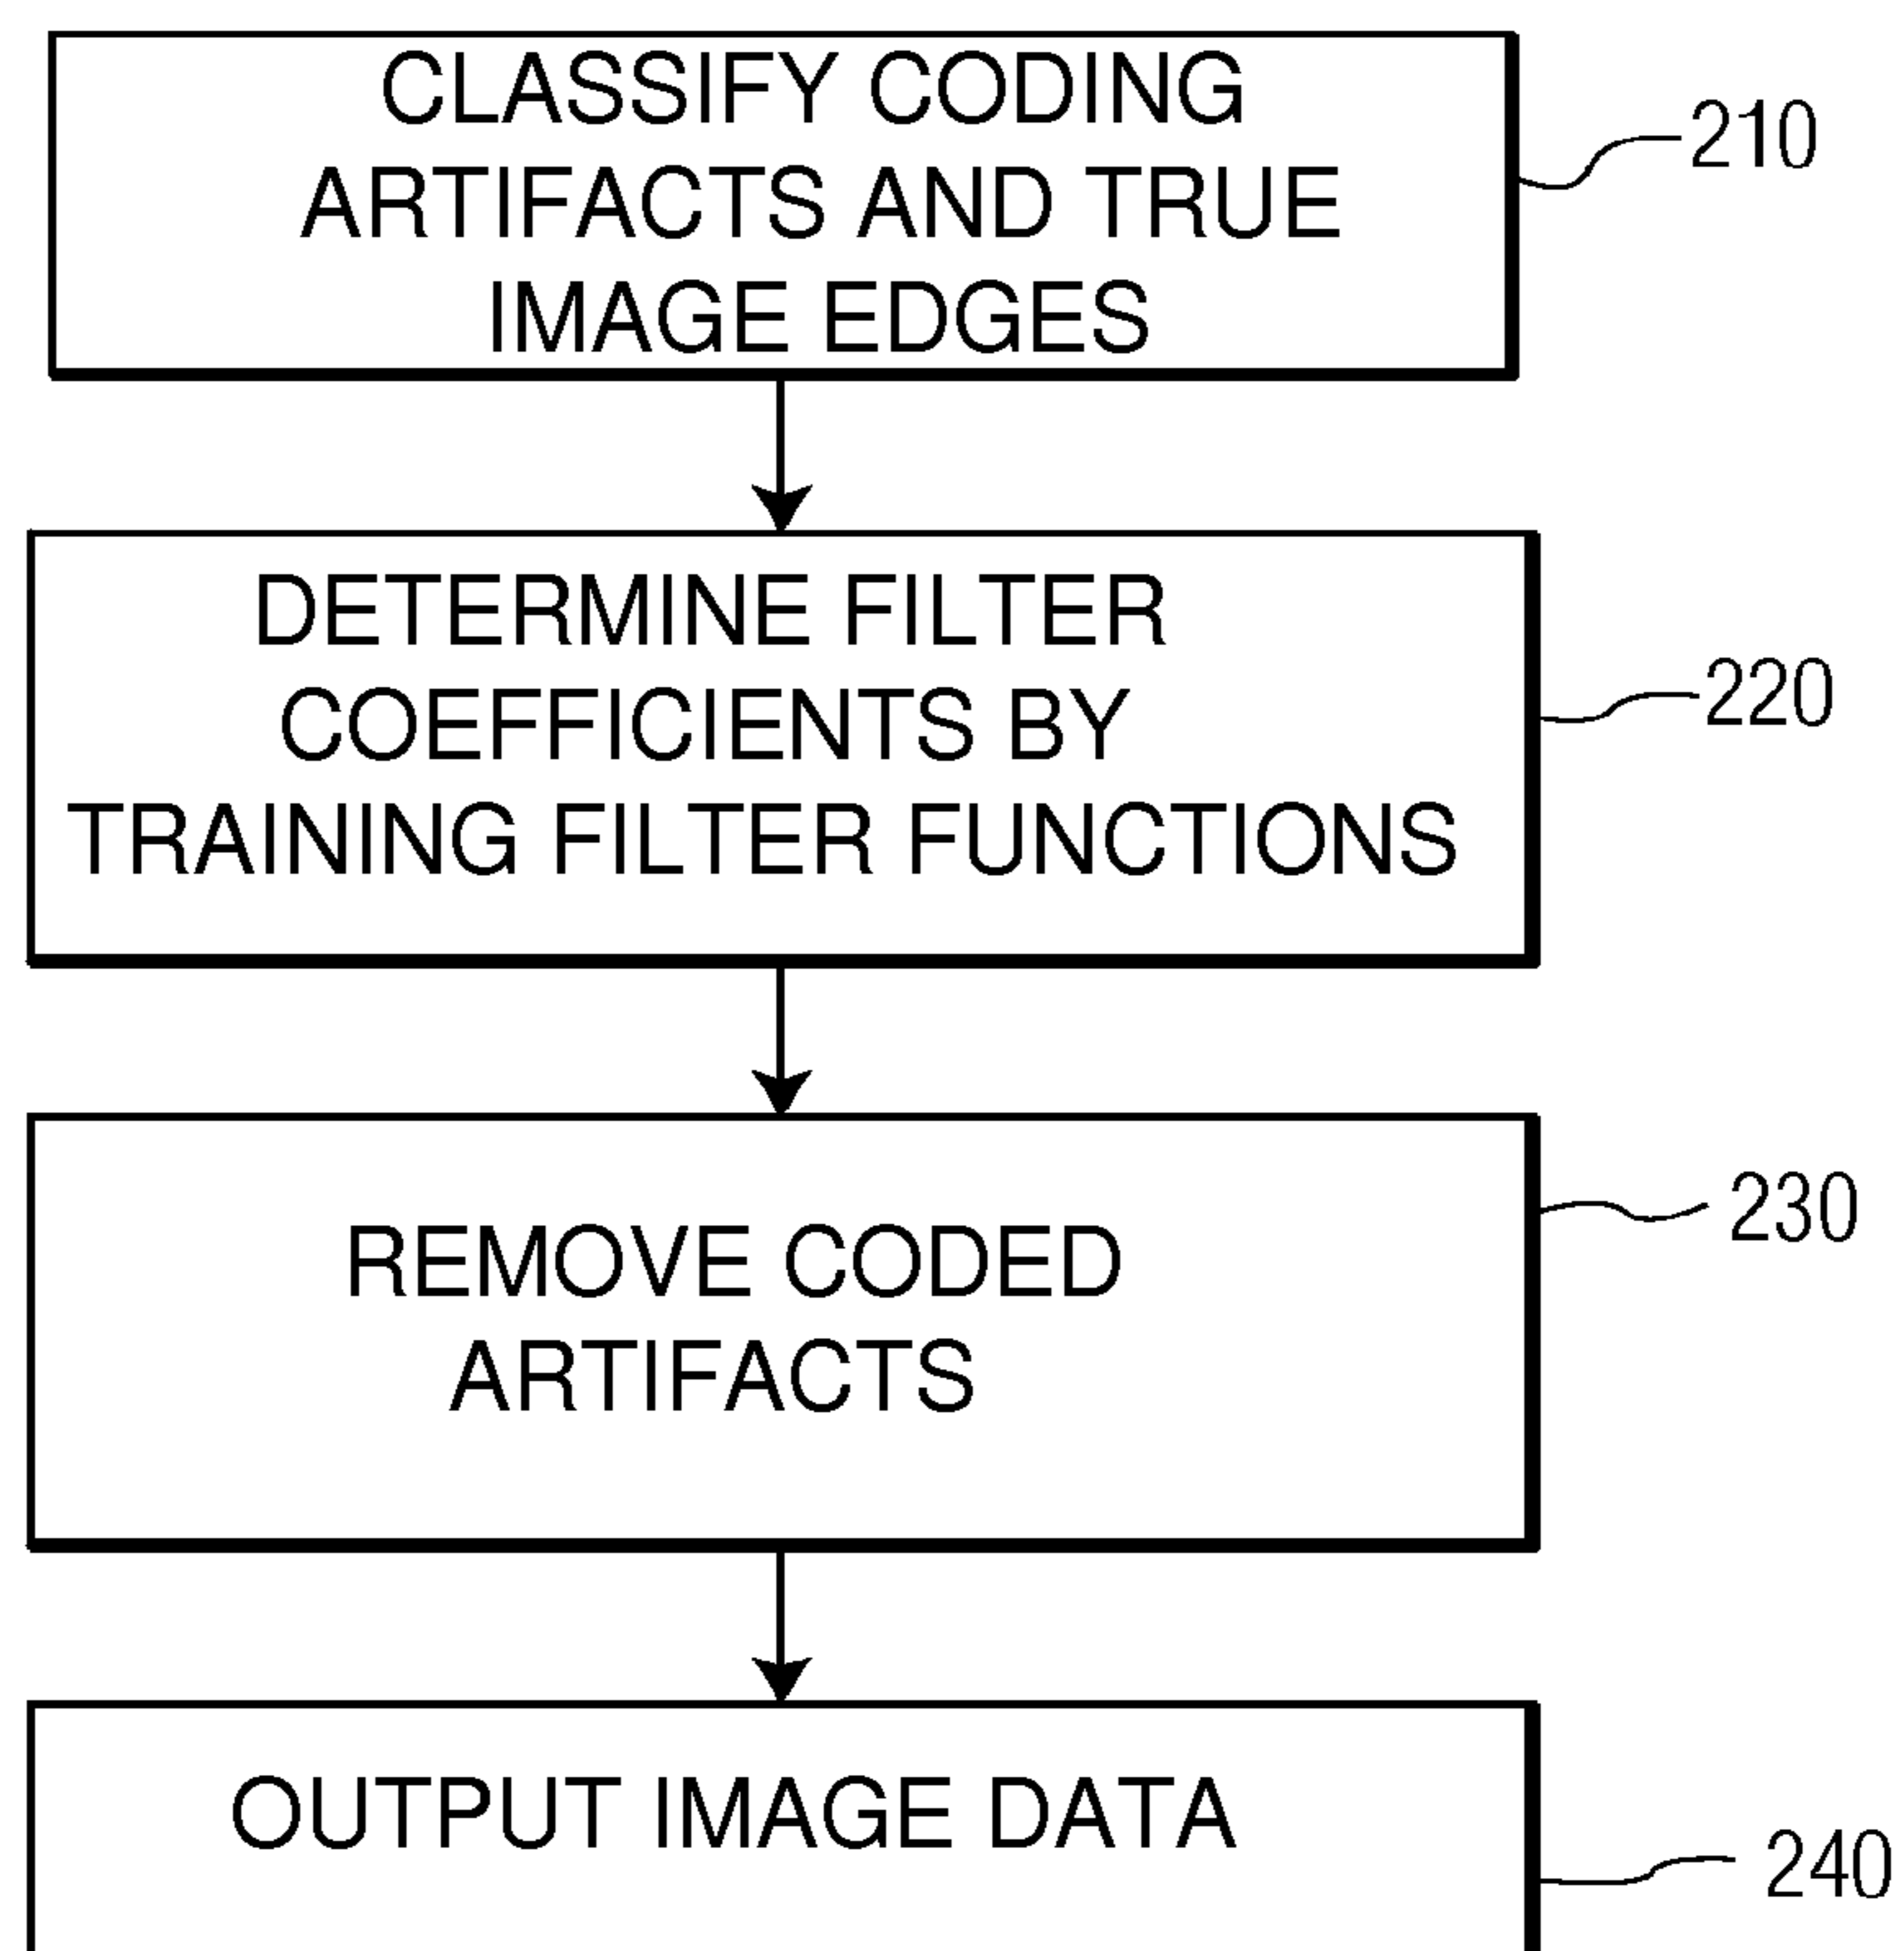 CLASSIFY CODING
ARTIFACTS AND TRUE
IMAGE EDGES
210
DETERMINE FILTER
COEFFICIENTS BY
TRAINING FILTER FUNCTIONS
220
REMOVE CODED
ARTIFACTS
230
OUTPUT IMAGE DATA
240